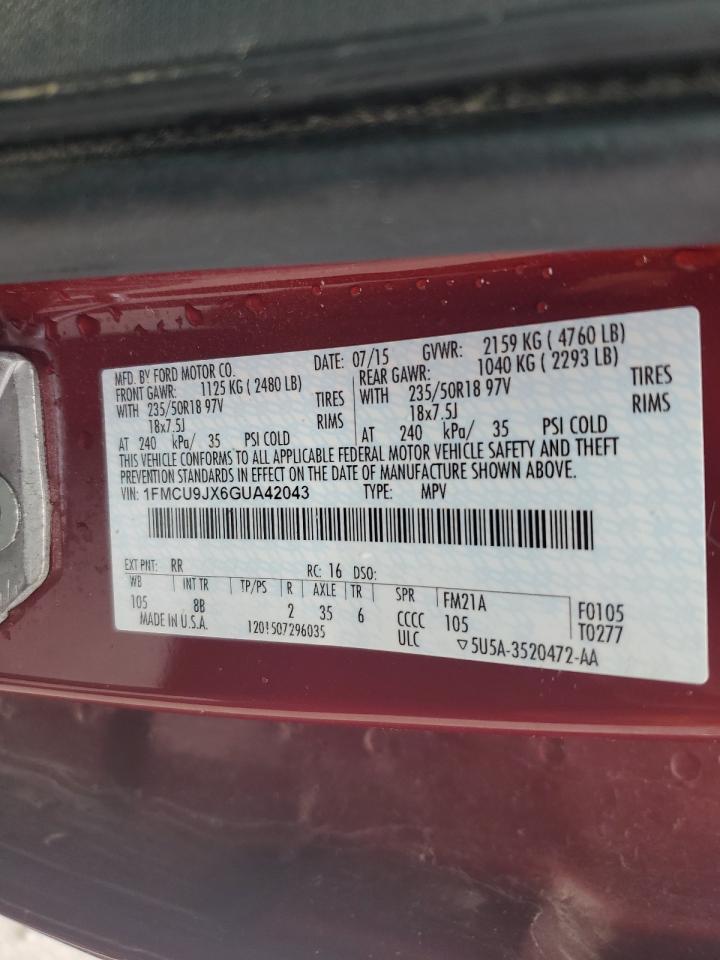 MFD. BY FORD MOTOR CO. DATE: 07/15 GVWR: 2159 KG ( 4760 LB)
FRONT GAWR: 1125 KG ( 2480 LB) REAR GAWR: 1040 KG ( 2293 LB)
WITH 235/50R18 97V TIRES WITH 235/50R18 97V TIRES
18x7.5J RIMS 18x7.5J RIMS
AT 240 kPa/ 35 PSI COLD AT 240 kPa/ 35 PSI COLD
THIS VEHICLE CONFORMS TO ALL APPLICABLE FEDERAL MOTOR VEHICLE SAFETY AND THEFT
PREVENTION STANDARDS IN EFFECT ON THE DATE OF MANUFACTURE SHOWN ABOVE.
VIN: 1FMCU9JX6GUA42043 TYPE: MPV
EXT PNT: RR RC: 16 DSO:
WB INT TR TP/PS R AXLE TR SPR FM21A F0105
105 8B 2 35 6 CCCC 105 T0277
MADE IN U.S.A. ULC 5U5A-3520472-AA